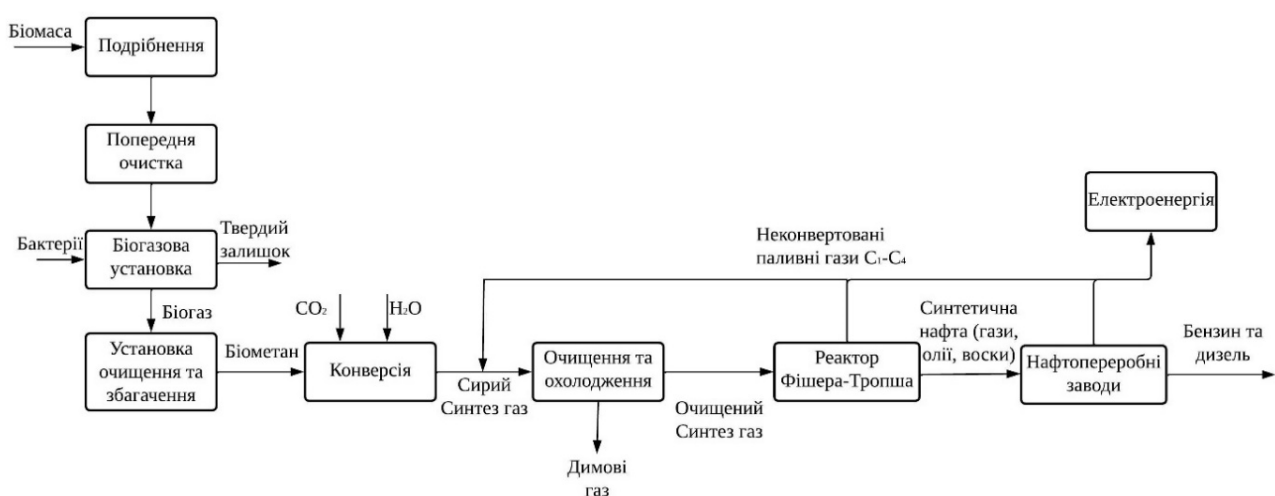 Біомаса
Подрібнення
Попередня
очистка
Бактерії
Біогазова
установка
Твердий
залишок
Біогаз
Установка
очищення та
збагачення
Біометан
CO₂
H₂O
Конверсія
Сирий
Синтез газ
Очищення та
охолодження
Димові
газ
Очищений
Синтез газ
Неконвертовані
паливні гази C₁-C₄
Реактор
Фішера-Тропша
Синтетична
нафта (гази,
олії, воски)
Електроенергія
Нафтопереробні
заводи
Бензин та
дизель